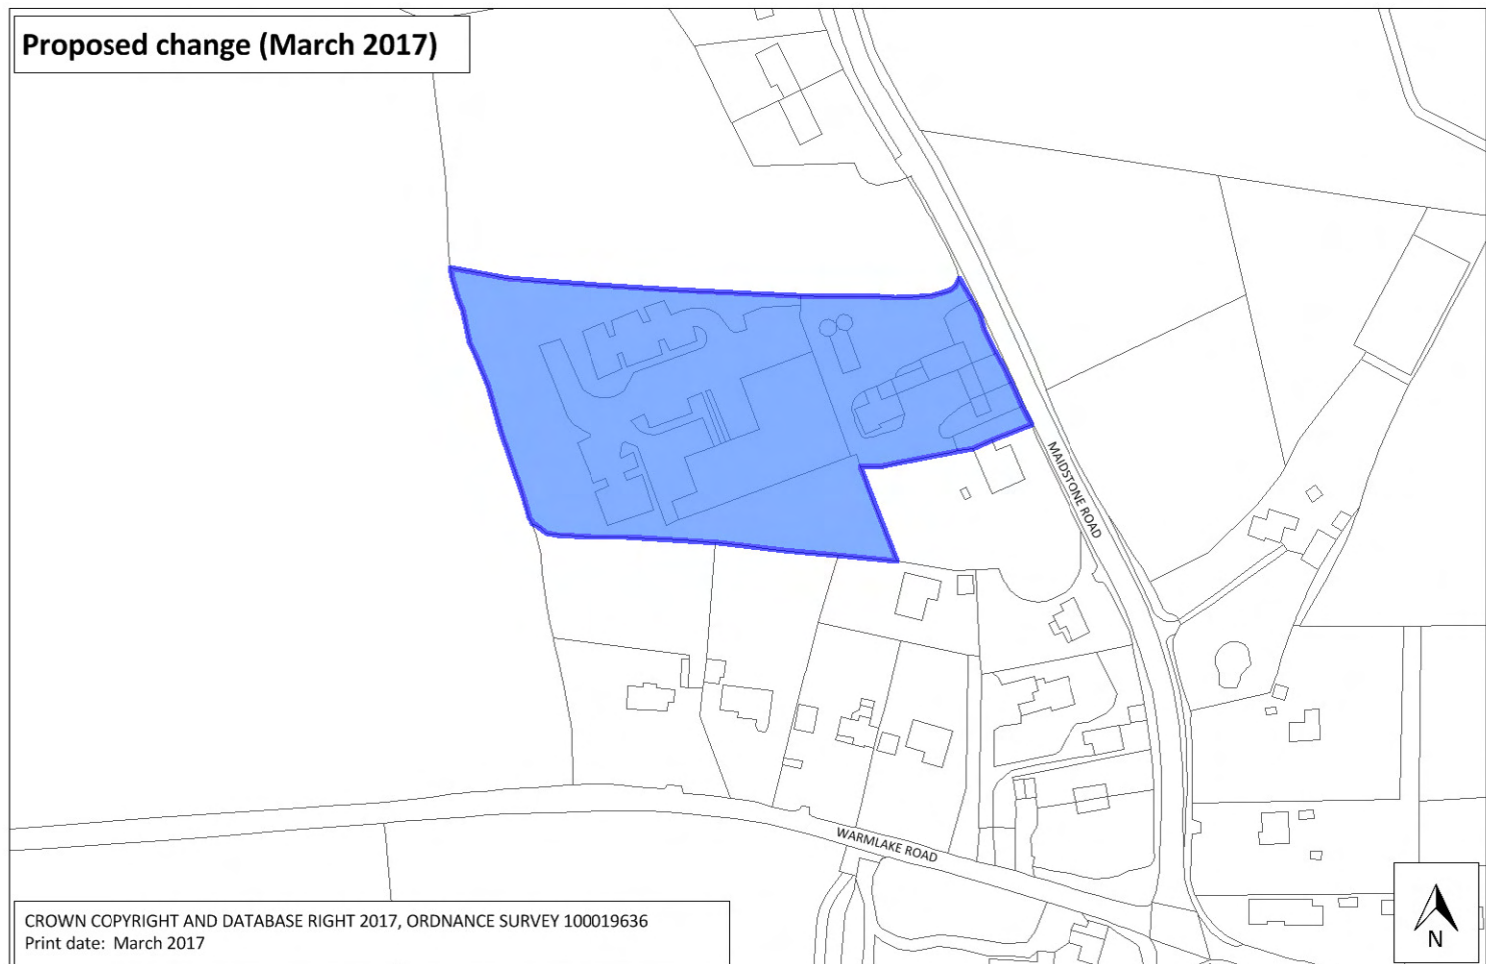 Proposed change (March 2017)
MAIDSTONE ROAD
WARMLAKE ROAD
CROWN COPYRIGHT AND DATABASE RIGHT 2017, ORDNANCE SURVEY 100019636
Print date: March 2017
N